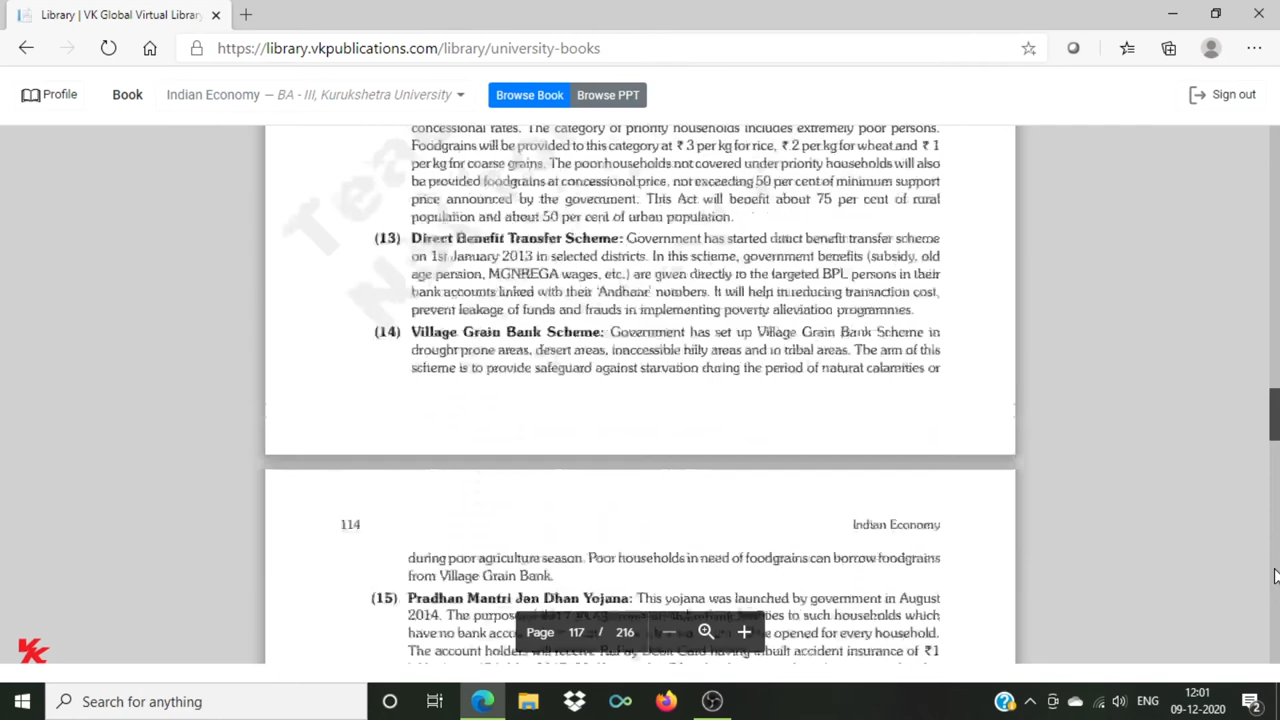 Library | VK Global Virtual Librar
https://library.vkpublications.com/library/university-books
Profile Book Indian Economy — BA - III, Kurukshetra University Browse Book Browse PPT Sign out
concessional rates. The category of priority households includes extremely poor persons.
Foodgrains will be provided to this category at ₹ 3 per kg for rice, ₹ 2 per kg for wheat and ₹ 1
per kg for coarse grains. The poor households not covered under priority households will also
be provided foodgrains at concessional price, not exceeding 50 per cent of minimum support
price announced by the government. This Act will benefit about 75 per cent of rural
population and about 50 per cent of urban population.
(13) Direct Benefit Transfer Scheme: Government has started direct benefit transfer scheme
on 1st January 2013 in selected districts. In this scheme, government benefits (subsidy, old
age pension, MGNREGA wages, etc.) are given directly to the targeted BPL persons in their
bank accounts linked with their 'Aadhaar' numbers. It will help in reducing transaction cost,
prevent leakage of funds and frauds in implementing poverty alleviation programmes.
(14) Village Grain Bank Scheme: Government has set up Village Grain Bank Scheme in
drought prone areas, desert areas, inaccessible hilly areas and in tribal areas. The aim of this
scheme is to provide safeguard against starvation during the period of natural calamities or
114 Indian Economy
during poor agriculture season. Poor households in need of foodgrains can borrow foodgrains
from Village Grain Bank.
(15) Pradhan Mantri Jan Dhan Yojana: This yojana was launched by government in August
2014. The purpose ties to such households which
have no bank acco be opened for every household.
The account holde Debit Card having inbuilt accident insurance of ₹1
Page 117 / 216
Search for anything
ENG
12:01
09-12-2020
2